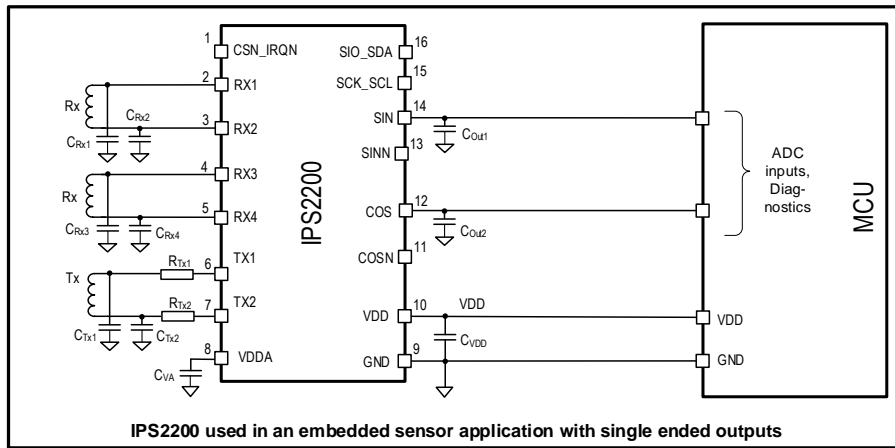 1
CSN_IRQN
SIO_SDA
16
SCK_SCL
15
2
RX1
Rx
CRx2
CRx1
3
RX2
SIN
14
COut1
SINN
13
4
RX3
Rx
CRx3
CRx4
5
RX4
COS
12
COut2
COSN
11
IPS2200
ADC
inputs,
Diag-
nostics
MCU
TX1
6
RTx1
Tx
RTx2
7
TX2
CTx1
CTx2
VDD
10
VDD
VDD
CVDD
8
VDDA
CVA
GND
9
GND
IPS2200 used in an embedded sensor application with single ended outputs